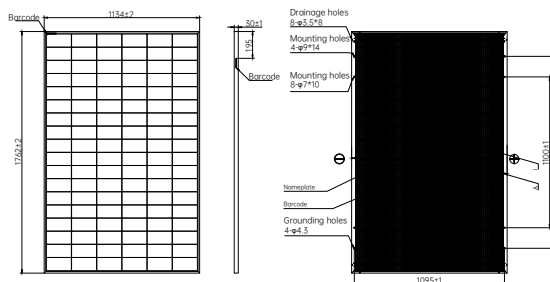 1134±2
Barcode
1762±2
30±1
195
Barcode
Drainage holes
8-φ3.5*8
Mounting holes
4-φ9*14
Mounting holes
8-φ7*10
Nameplate
Barcode
Grounding holes
4-φ4.3
1100±1
L
A
1095±1